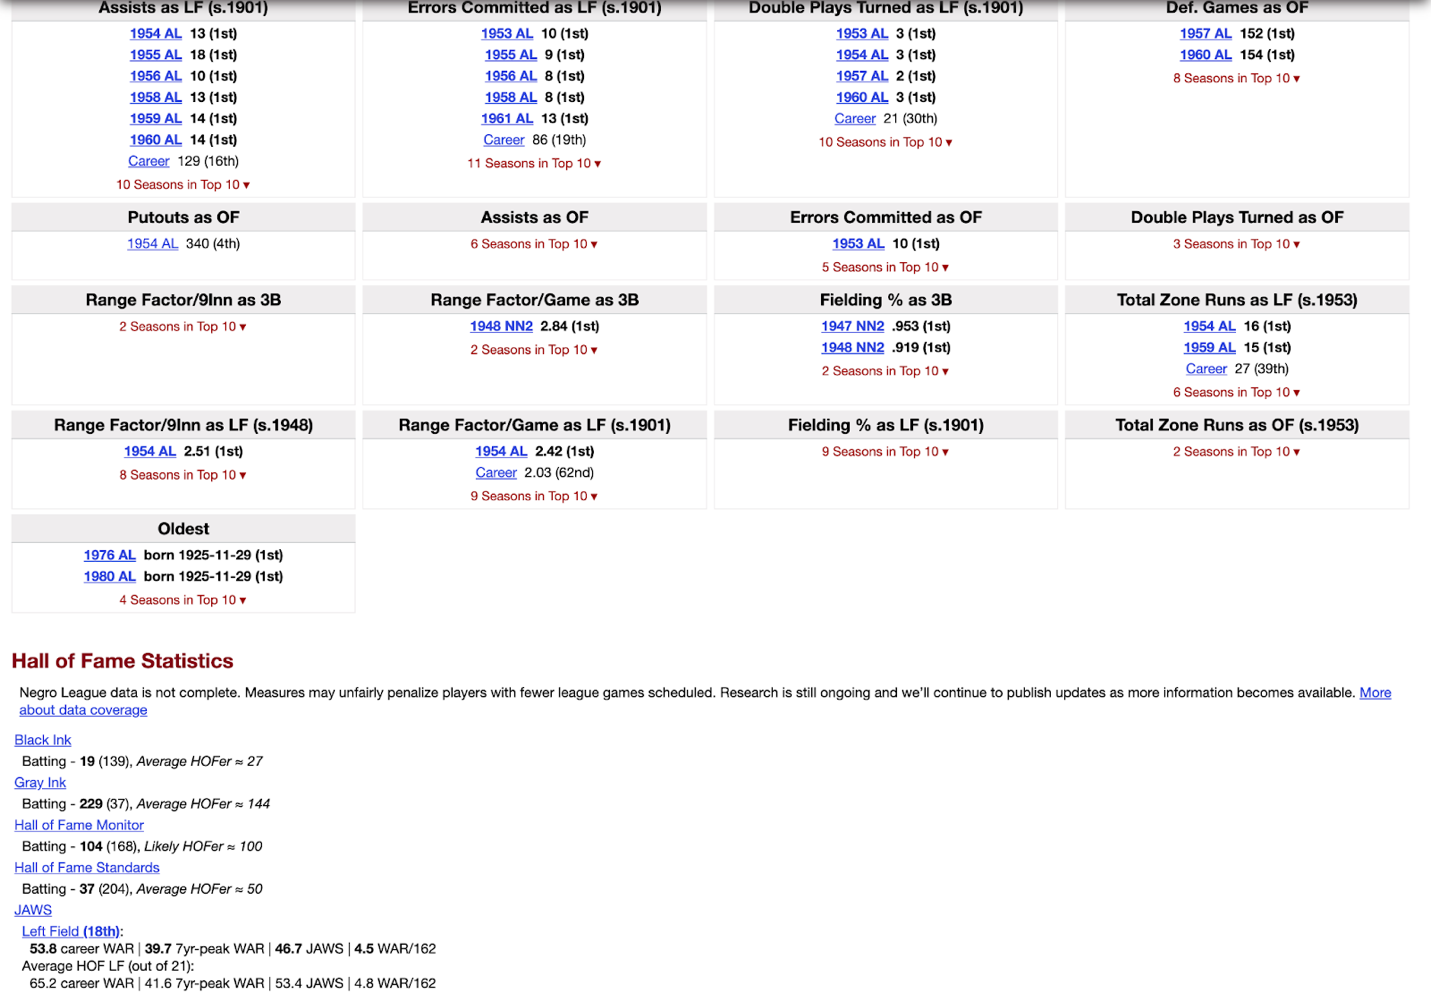 Assists as LF (s.1901)
1954 AL 13 (1st)
1955 AL 18 (1st)
1956 AL 10 (1st)
1958 AL 13 (1st)
1959 AL 14 (1st)
1960 AL 14 (1st)
Career 129 (16th)
10 Seasons in Top 10 ▾
Errors Committed as LF (s.1901)
1953 AL 10 (1st)
1955 AL 9 (1st)
1956 AL 8 (1st)
1958 AL 8 (1st)
1961 AL 13 (1st)
Career 86 (19th)
11 Seasons in Top 10 ▾
Double Plays Turned as LF (s.1901)
1953 AL 3 (1st)
1954 AL 3 (1st)
1957 AL 2 (1st)
1960 AL 3 (1st)
Career 21 (30th)
10 Seasons in Top 10 ▾
Def. Games as OF
1957 AL 152 (1st)
1960 AL 154 (1st)
8 Seasons in Top 10 ▾
Putouts as OF
1954 AL 340 (4th)
Assists as OF
6 Seasons in Top 10 ▾
Errors Committed as OF
1953 AL 10 (1st)
5 Seasons in Top 10 ▾
Double Plays Turned as OF
3 Seasons in Top 10 ▾
Range Factor/9Inn as 3B
2 Seasons in Top 10 ▾
Range Factor/Game as 3B
1948 NN2 2.84 (1st)
2 Seasons in Top 10 ▾
Fielding % as 3B
1947 NN2 .953 (1st)
1948 NN2 .919 (1st)
2 Seasons in Top 10 ▾
Total Zone Runs as LF (s.1953)
1954 AL 16 (1st)
1959 AL 15 (1st)
Career 27 (39th)
6 Seasons in Top 10 ▾
Range Factor/9Inn as LF (s.1948)
1954 AL 2.51 (1st)
8 Seasons in Top 10 ▾
Range Factor/Game as LF (s.1901)
1954 AL 2.42 (1st)
Career 2.03 (62nd)
9 Seasons in Top 10 ▾
Fielding % as LF (s.1901)
9 Seasons in Top 10 ▾
Total Zone Runs as OF (s.1953)
2 Seasons in Top 10 ▾
Oldest
1976 AL born 1925-11-29 (1st)
1980 AL born 1925-11-29 (1st)
4 Seasons in Top 10 ▾
Hall of Fame Statistics
Negro League data is not complete. Measures may unfairly penalize players with fewer league games scheduled. Research is still ongoing and we'll continue to publish updates as more information becomes available. More
about data coverage
Black Ink
Batting - 19 (139), Average HOFer ≈ 27
Gray Ink
Batting - 229 (37), Average HOFer ≈ 144
Hall of Fame Monitor
Batting - 104 (168), Likely HOFer ≈ 100
Hall of Fame Standards
Batting - 37 (204), Average HOFer ≈ 50
JAWS
Left Field (18th):
53.8 career WAR | 39.7 7yr-peak WAR | 46.7 JAWS | 4.5 WAR/162
Average HOF LF (out of 21):
65.2 career WAR | 41.6 7yr-peak WAR | 53.4 JAWS | 4.8 WAR/162